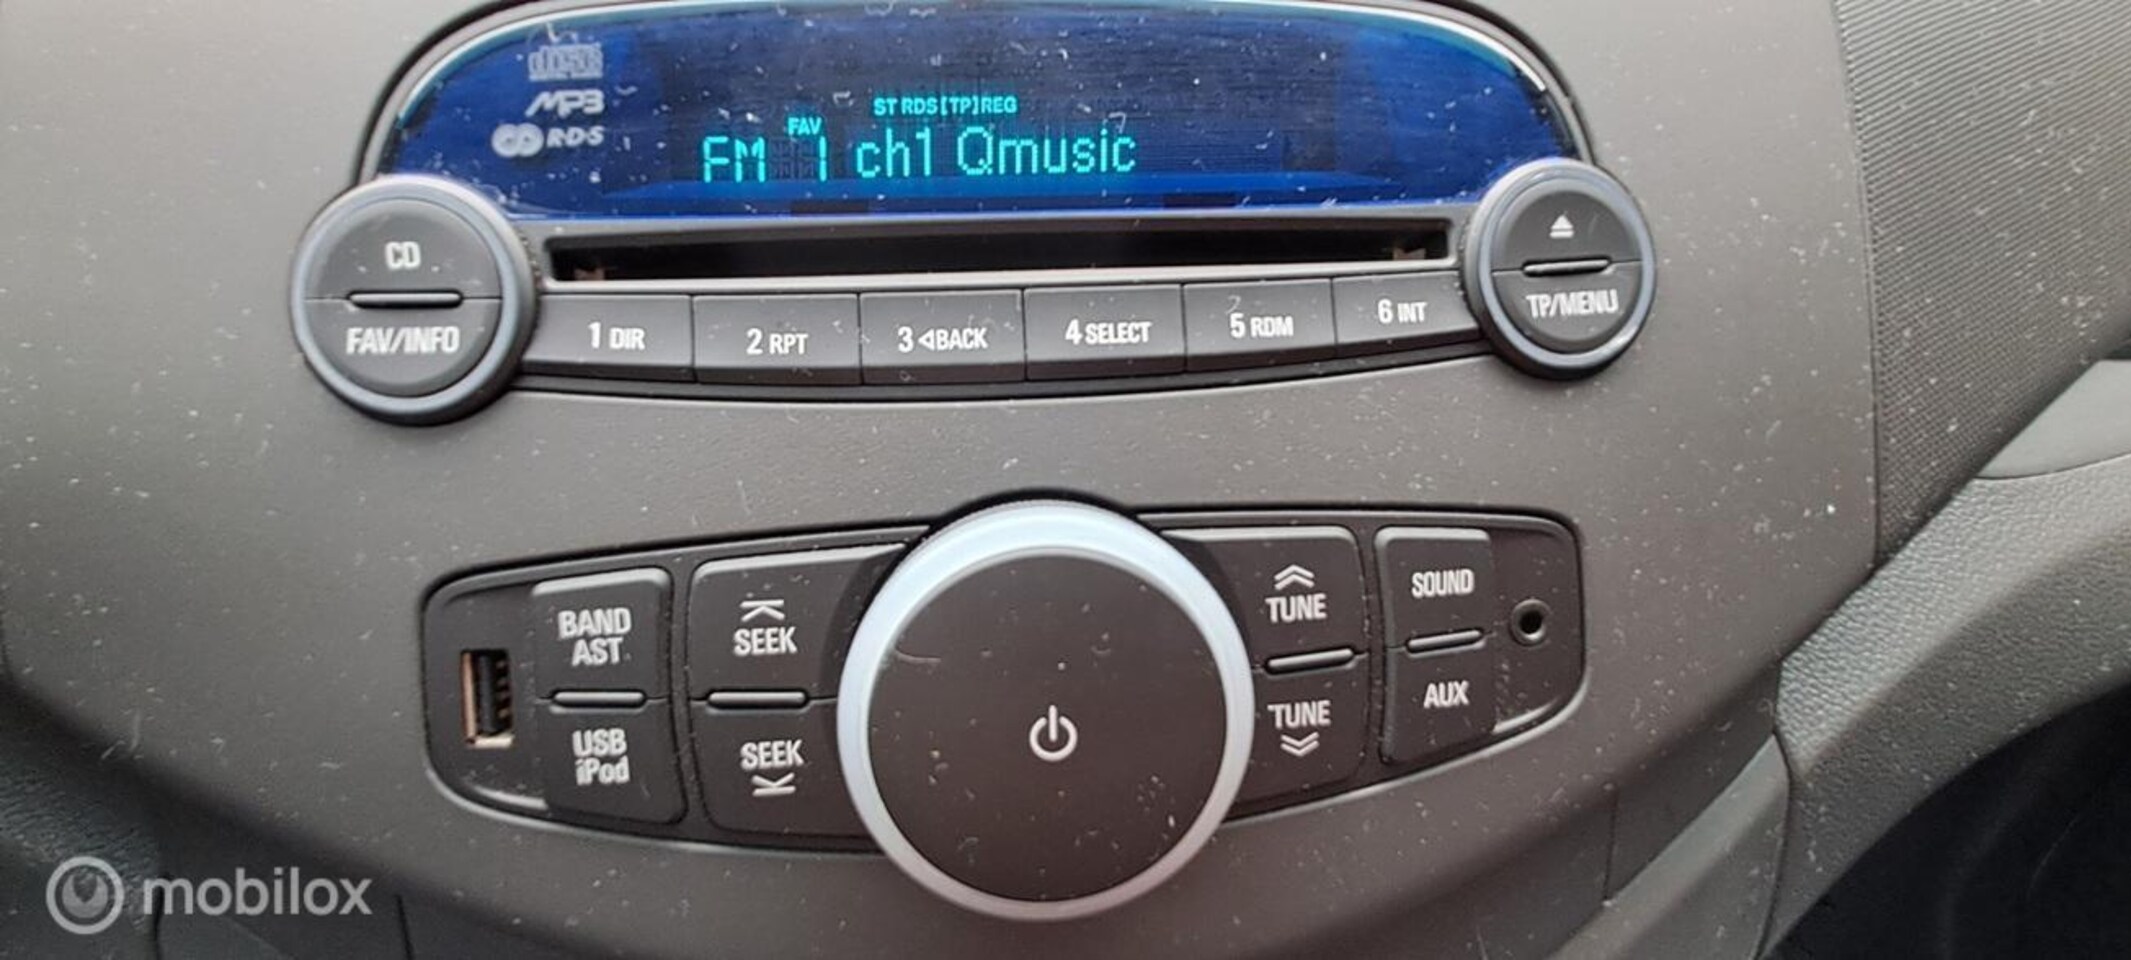 disc
MP3
R·D·S
ST RDS[TP]REG
FAV
FM 1 ch1 Qmusic
CD
FAV/INFO
1 DIR
2 RPT
3 ◁BACK
4 SELECT
5 RDM
6 INT
TP/MENU
BAND
AST
USB
iPod
SEEK
SEEK
TUNE
TUNE
SOUND
AUX
mobilox